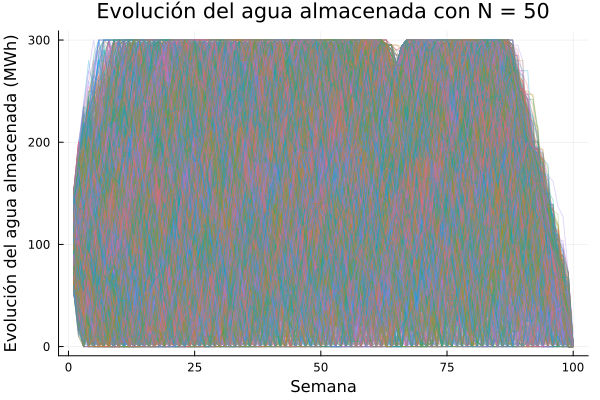 Evolución del agua almacenada con N = 50
Evolución del agua almacenada (MWh)
300
200
100
0
0 25 50 75 100
Semana